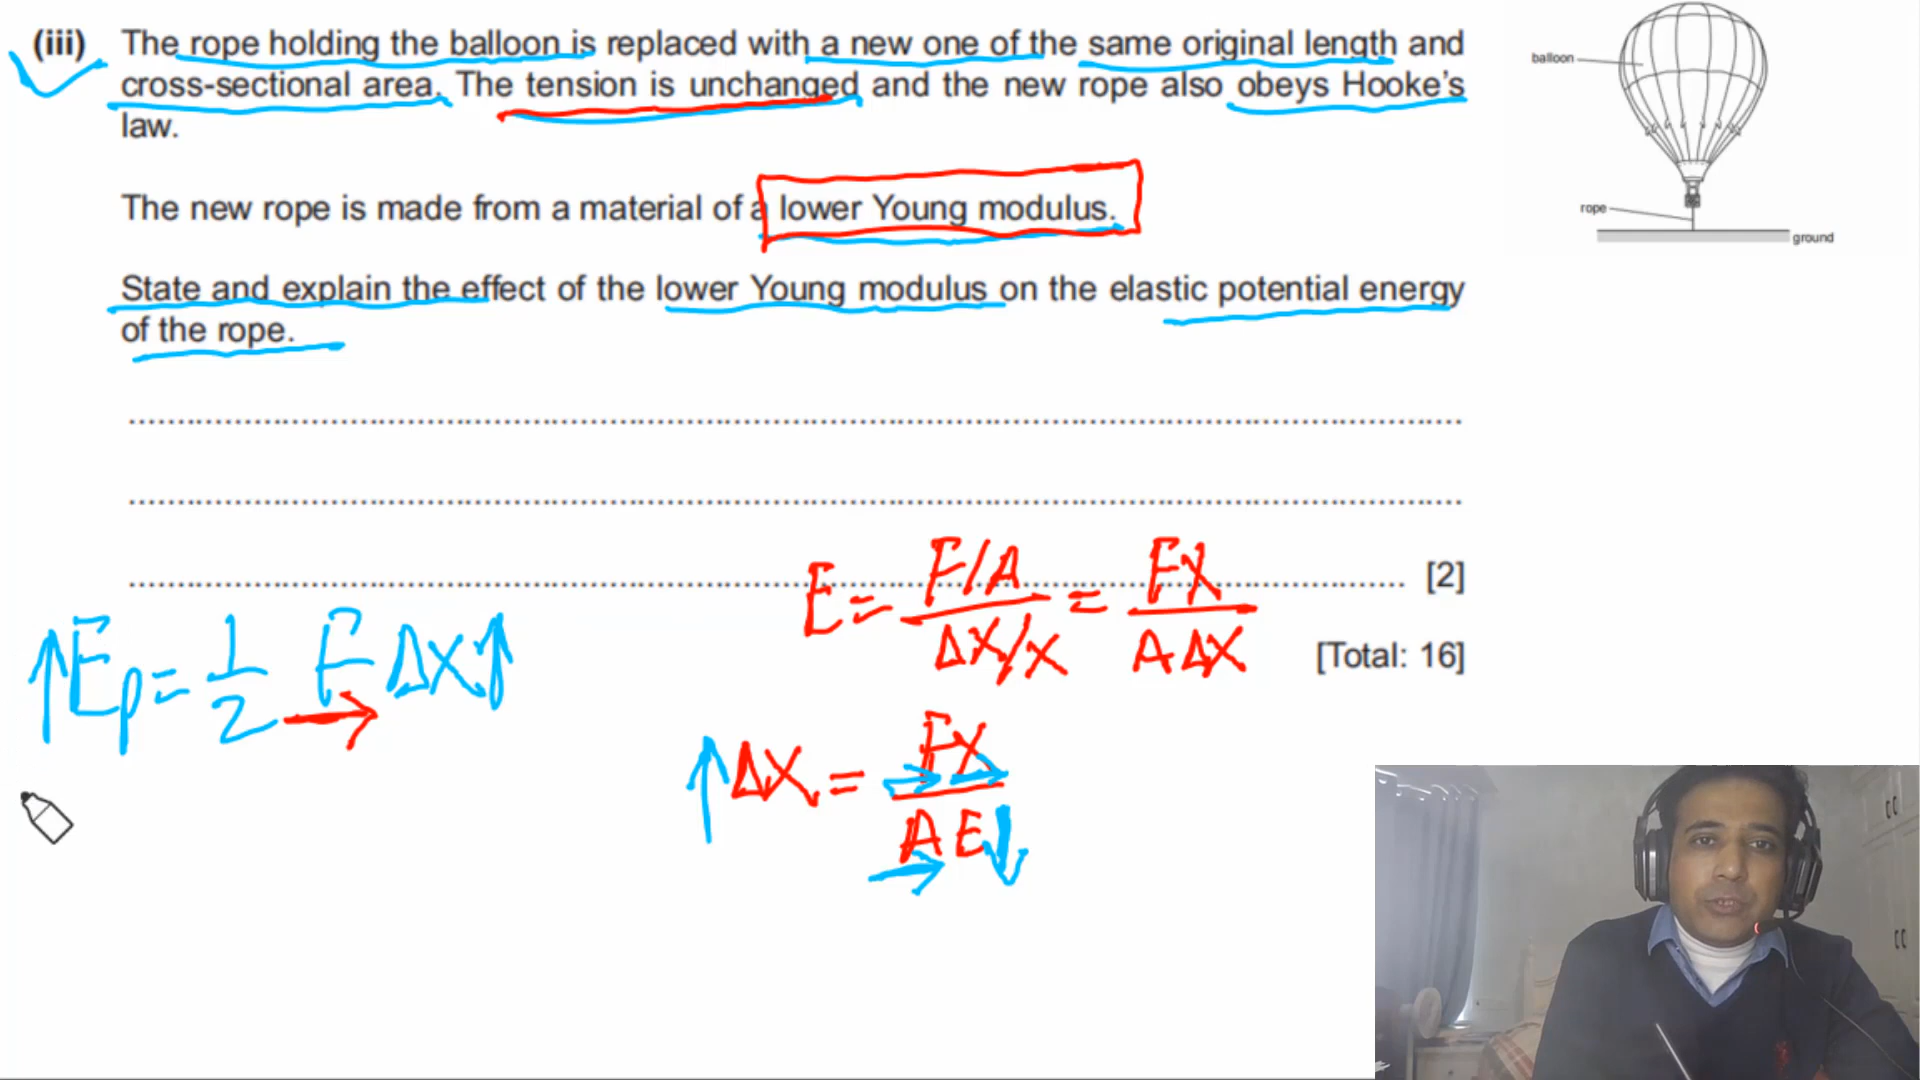 (iii) The rope holding the balloon is replaced with a new one of the same original length and
cross-sectional area. The tension is unchanged and the new rope also obeys Hooke's
law.
The new rope is made from a material of a lower Young modulus.
State and explain the effect of the lower Young modulus on the elastic potential energy
of the rope.
[2]
[Total: 16]
balloon
rope
ground
E = F/A / ΔX/X = FX / AΔX
↑Ep = 1/2 F ΔX↑
→
↑ΔX = FX / AE↓